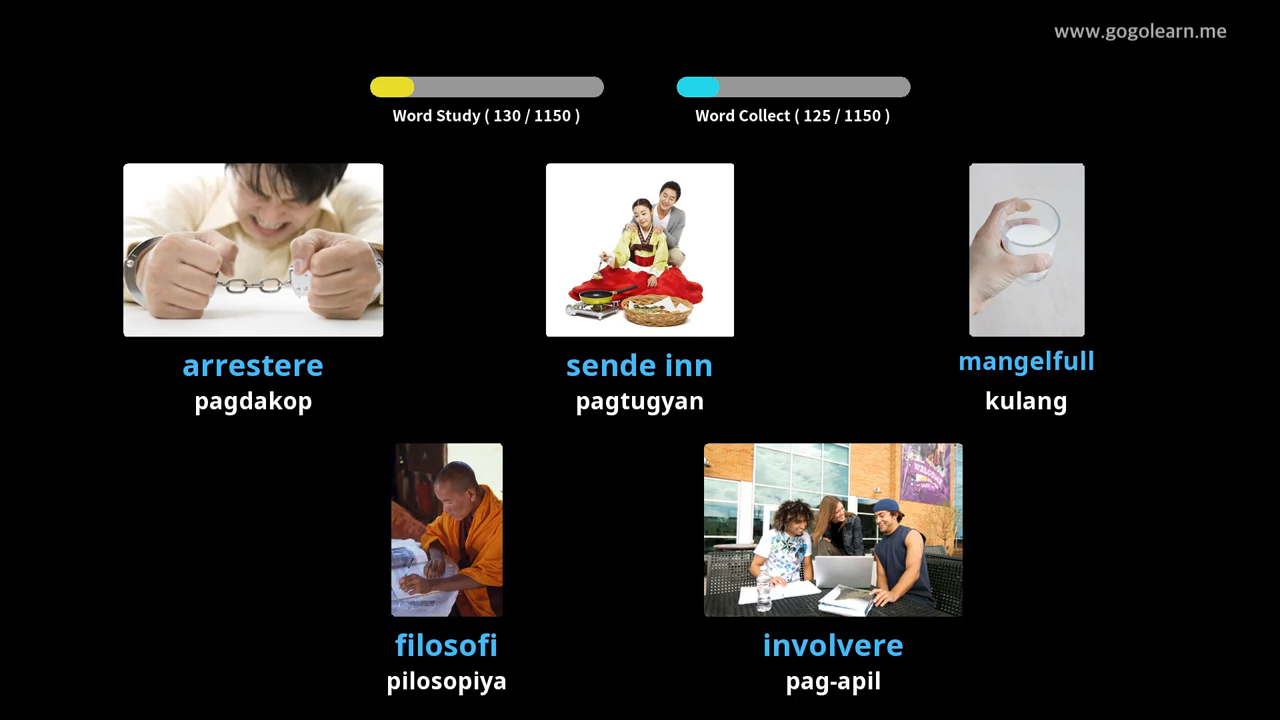 www.gogolearn.me
Word Study ( 130 / 1150 )
Word Collect ( 125 / 1150 )
arrestere
pagdakop
sende inn
pagtugyan
mangelfull
kulang
filosofi
pilosopiya
involvere
pag-apil